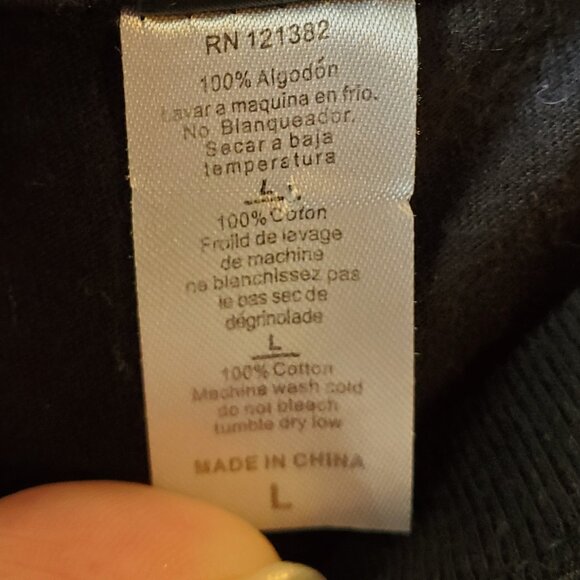 RN 121382
100% Algodón
Lavar a maquina en frio.
No Blanqueador.
Secar a baja
temperatura
L
100% Coton
Froild de lavage
de machine
ne blanchissez pas
le bas sec de
dégrinolade
L
100% Cotton
Machine wash cold
do not bleach
tumble dry low
MADE IN CHINA
L